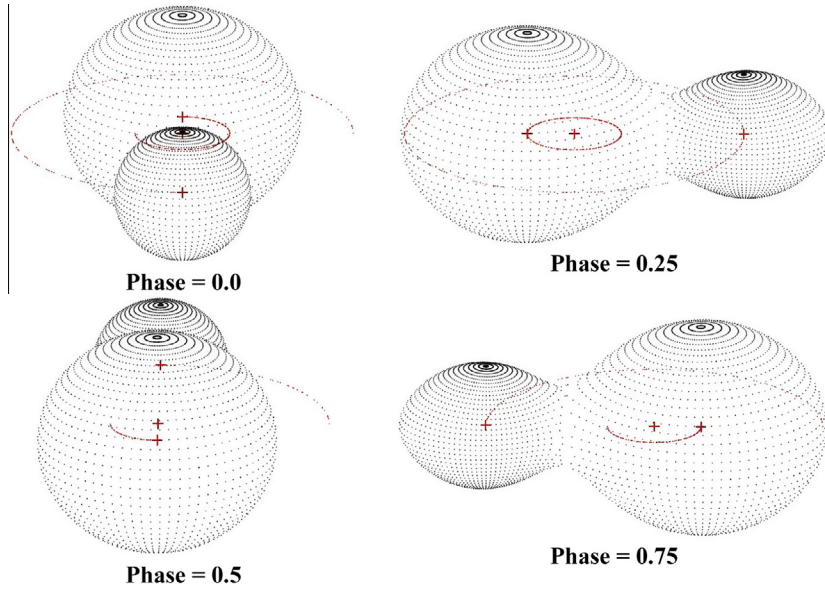 Phase = 0.0
Phase = 0.25
Phase = 0.5
Phase = 0.75